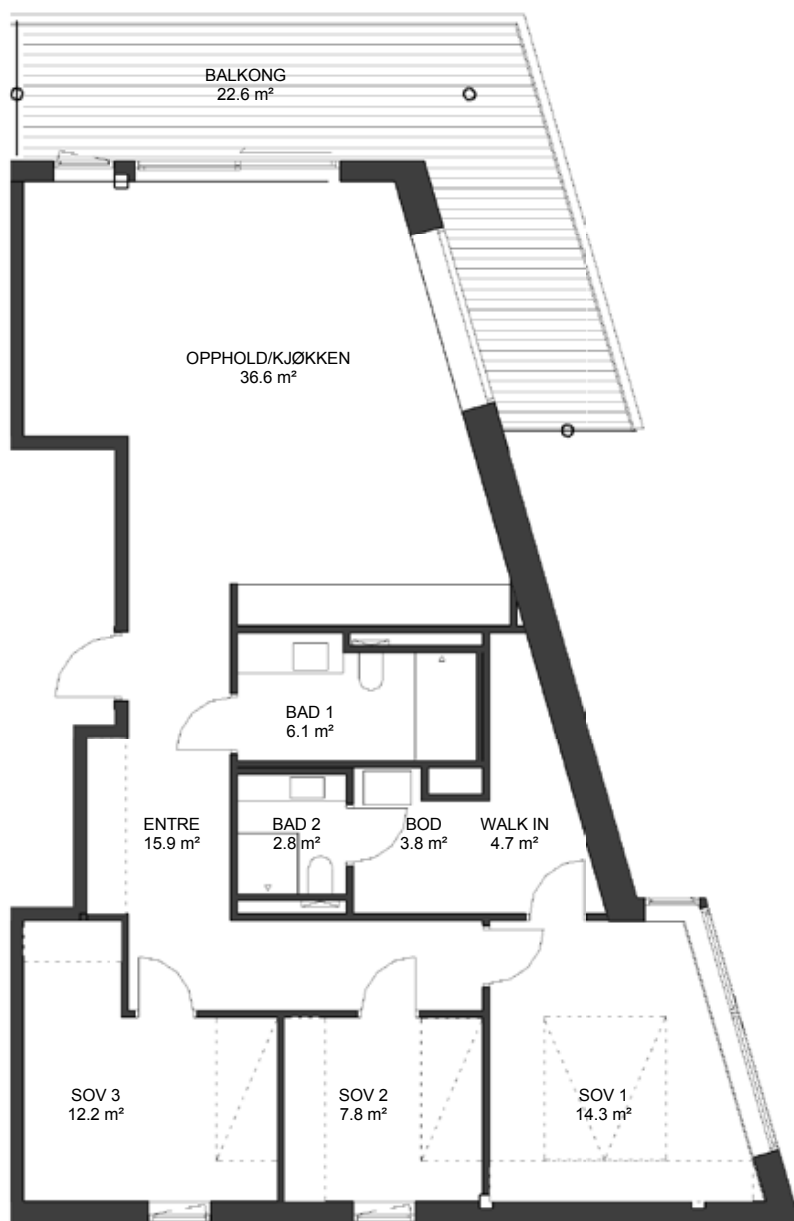 BALKONG
22.6 m²
OPPHOLD/KJØKKEN
36.6 m²
BAD 1
6.1 m²
ENTRE
15.9 m²
BAD 2
2.8 m²
BOD
3.8 m²
WALK IN
4.7 m²
SOV 3
12.2 m²
SOV 2
7.8 m²
SOV 1
14.3 m²